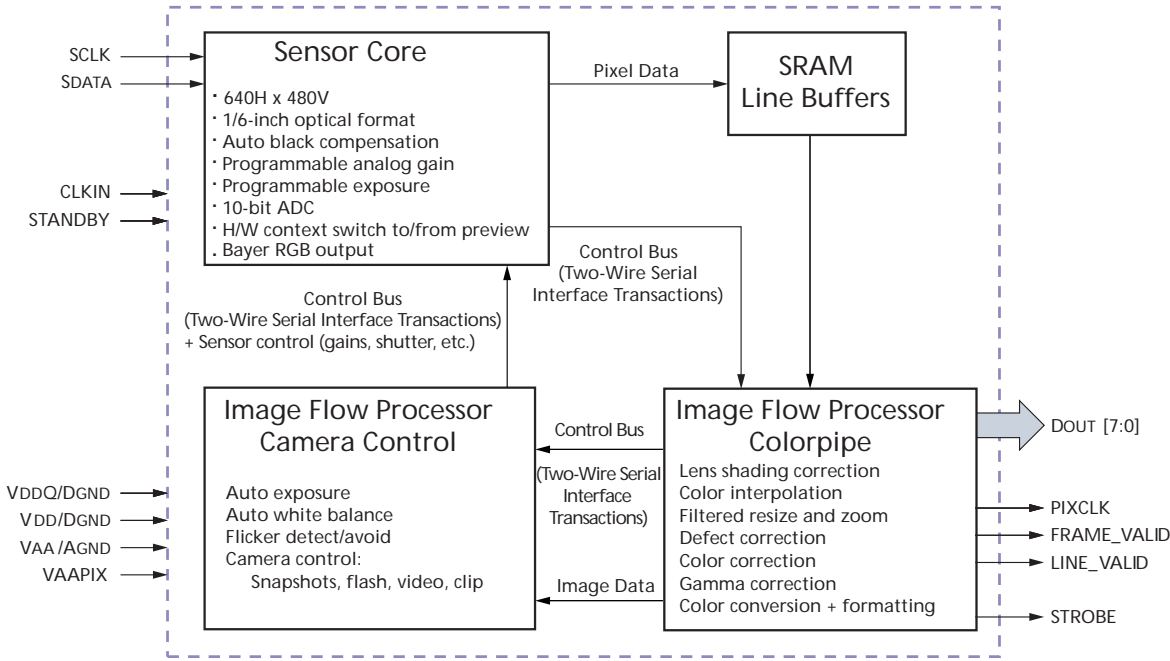 SCLK
SDATA
CLKIN
STANDBY
VDDQ/DGND
VDD/DGND
VAA/AGND
VAAPIX
Sensor Core
· 640H x 480V
· 1/6-inch optical format
· Auto black compensation
· Programmable analog gain
· Programmable exposure
· 10-bit ADC
· H/W context switch to/from preview
. Bayer RGB output
Pixel Data
SRAM
Line Buffers
Control Bus
(Two-Wire Serial
Interface Transactions)
Control Bus
(Two-Wire Serial Interface Transactions)
+ Sensor control (gains, shutter, etc.)
Image Flow Processor
Camera Control
Auto exposure
Auto white balance
Flicker detect/avoid
Camera control:
Snapshots, flash, video, clip
Control Bus
(Two-Wire Serial
Interface
Transactions)
Image Data
Image Flow Processor
Colorpipe
Lens shading correction
Color interpolation
Filtered resize and zoom
Defect correction
Color correction
Gamma correction
Color conversion + formatting
DOUT [7:0]
PIXCLK
FRAME_VALID
LINE_VALID
STROBE